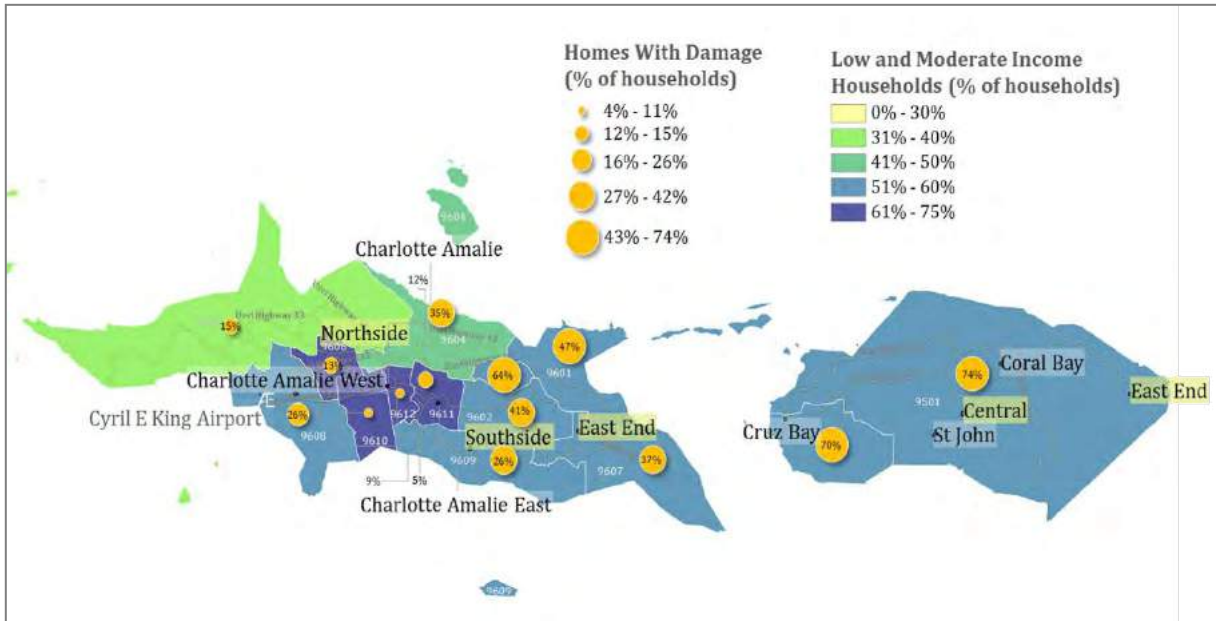 Homes With Damage
(% of households)
4% - 11%
12% - 15%
16% - 26%
27% - 42%
43% - 74%
Low and Moderate Income
Households (% of households)
0% - 30%
31% - 40%
41% - 50%
51% - 60%
61% - 75%
9604
Charlotte Amalie
12%
35%
9604
15%
Northside
13%
47%
9601
64%
Charlotte Amalie West
Cyril E King Airport
26%
9608
9612
9611
9602
41%
9610
Southside
East End
9609
26%
37%
9607
9%
5%
Charlotte Amalie East
9609
74%
Coral Bay
9501
East End
Central
Cruz Bay
St John
70%